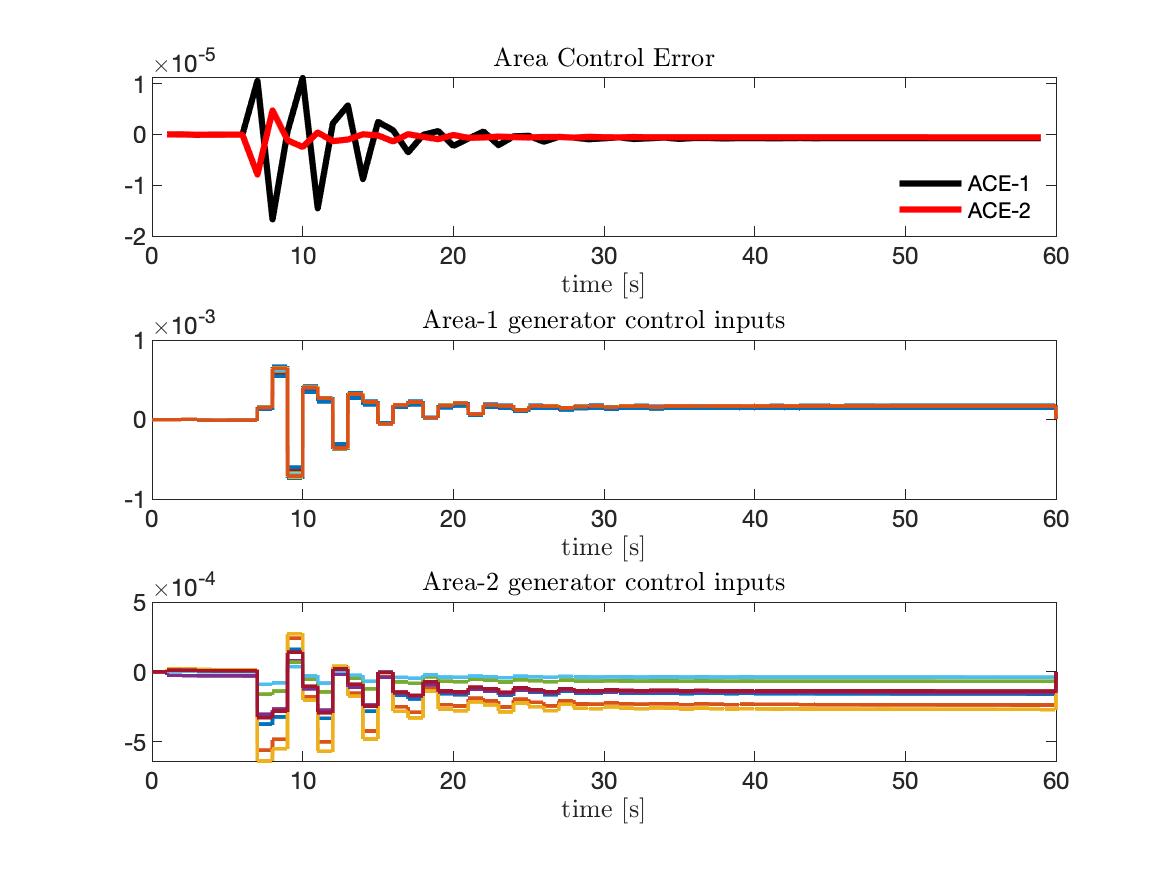 Area Control Error
×10⁻⁵
1
0
-1
-2
ACE-1
ACE-2
0 10 20 30 40 50 60
time [s]
Area-1 generator control inputs
×10⁻³
1
0
-1
0 10 20 30 40 50 60
time [s]
Area-2 generator control inputs
×10⁻⁴
5
0
-5
0 10 20 30 40 50 60
time [s]